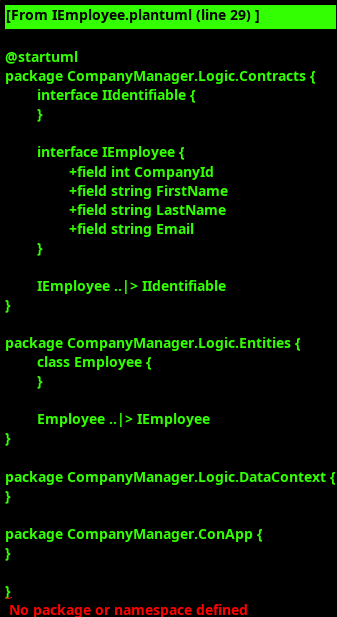 [From IEmployee.plantuml (line 29) ]
@startuml
package CompanyManager.Logic.Contracts {
interface IIdentifiable {
}
interface IEmployee {
+field int CompanyId
+field string FirstName
+field string LastName
+field string Email
}
IEmployee ..|> IIdentifiable
}
package CompanyManager.Logic.Entities {
class Employee {
}
Employee ..|> IEmployee
}
package CompanyManager.Logic.DataContext {
}
package CompanyManager.ConApp {
}
}
No package or namespace defined